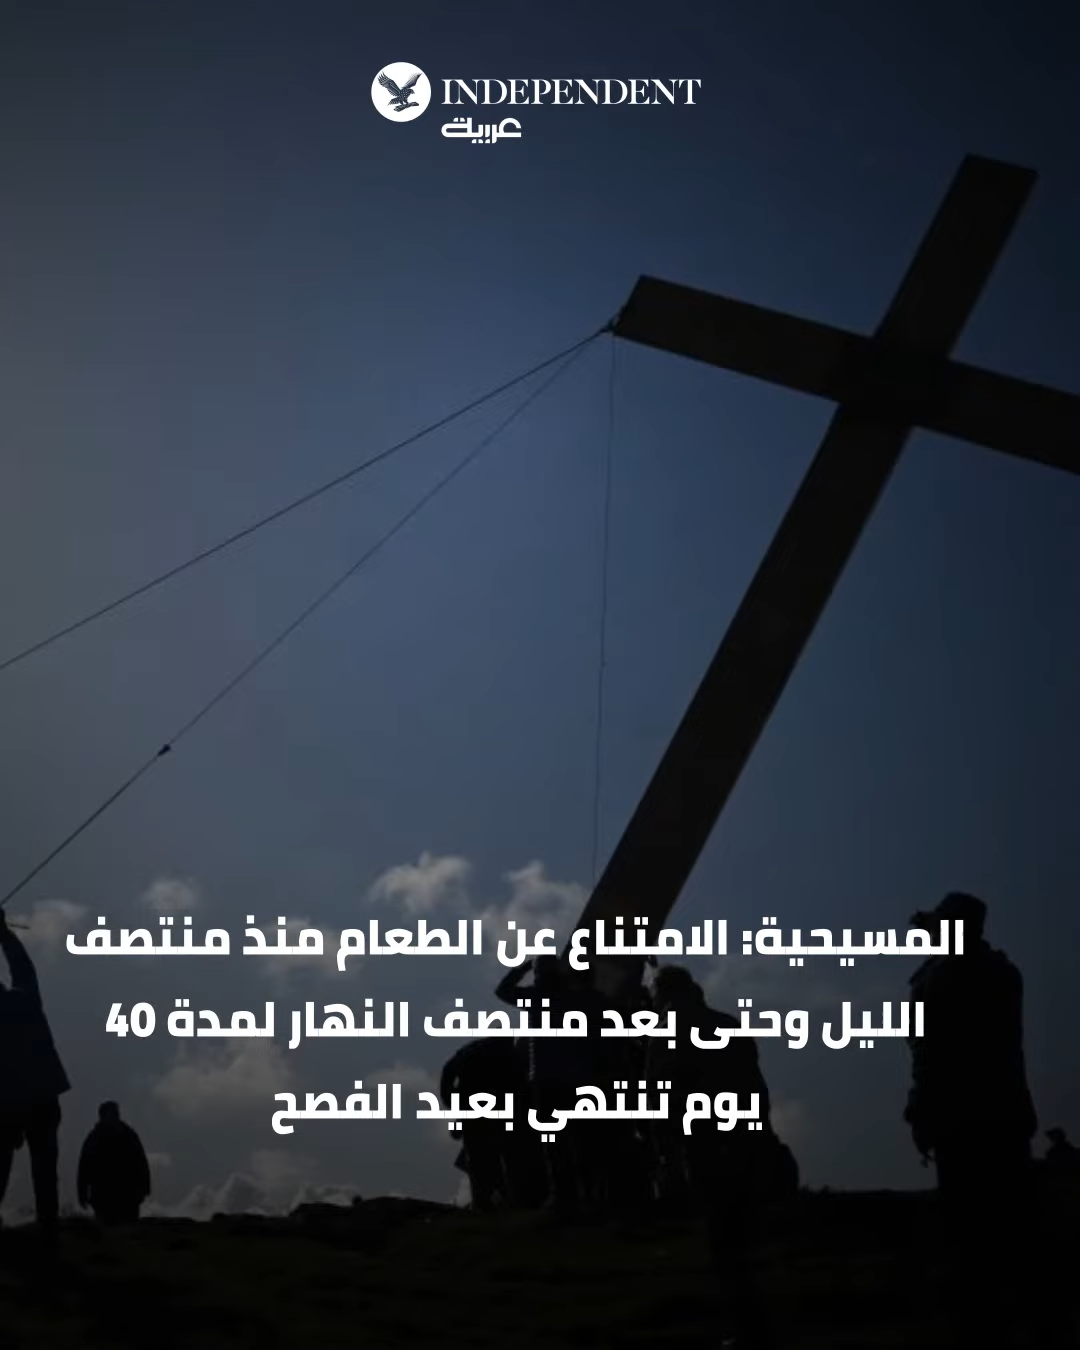 INDEPENDENT
عربية
المسيحية: الامتناع عن الطعام منذ منتصف
الليل وحتى بعد منتصف النهار لمدة 40
يوم تنتهي بعيد الفصح